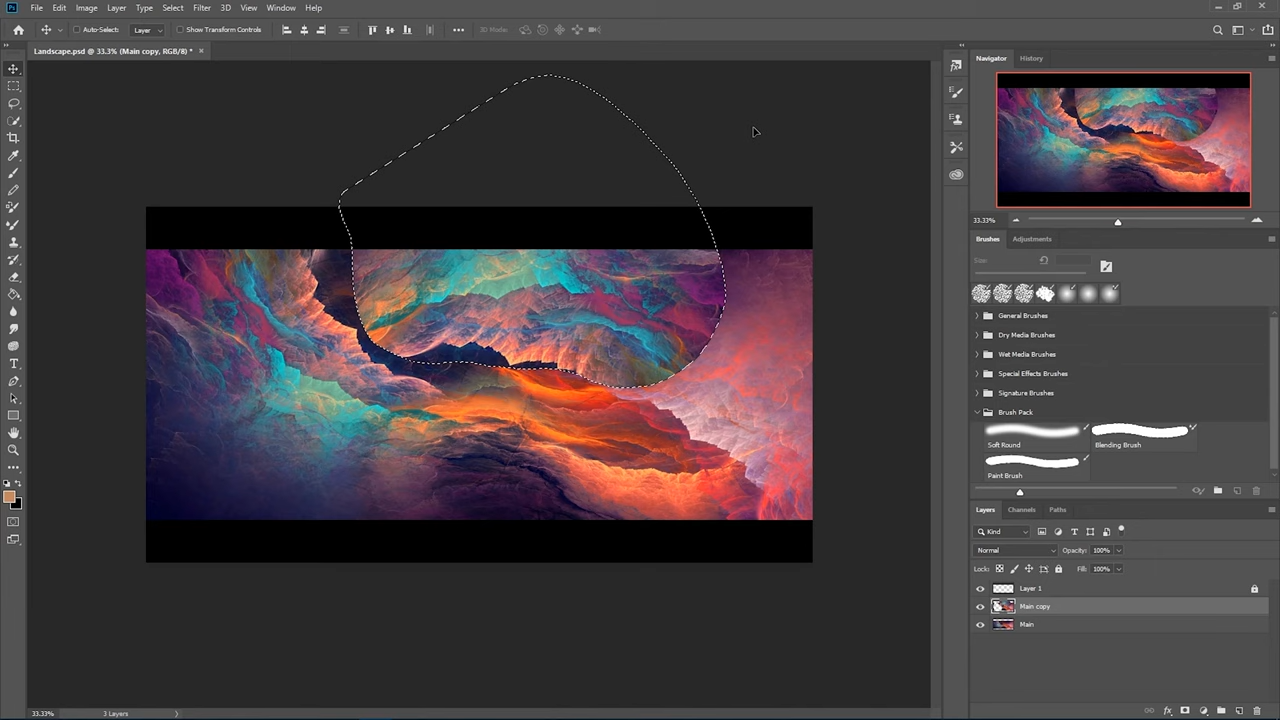 Ps File Edit Image Layer Type Select Filter 3D View Window Help
Auto-Select: Layer Show Transform Controls 3D Mode:
Landscape.psd @ 33.3% (Main copy, RGB/8) * ×
Navigator History
33.33%
Brushes Adjustments
Size:
General Brushes
Dry Media Brushes
Wet Media Brushes
Special Effects Brushes
Signature Brushes
Brush Pack
Soft Round Blending Brush
Paint Brush
Layers Channels Paths
Kind
Normal Opacity: 100%
Lock: Fill: 100%
Layer 1
Main copy
Main
33.33% 3 Layers